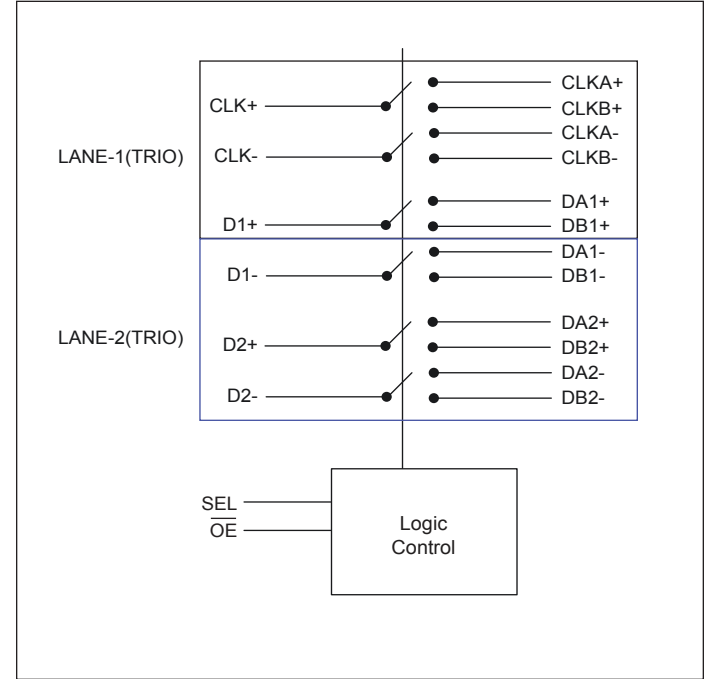 CLKA+
CLK+
CLKB+
CLKA-
LANE-1(TRIO)
CLK-
CLKB-
DA1+
D1+
DB1+
DA1-
D1-
DB1-
DA2+
LANE-2(TRIO)
D2+
DB2+
DA2-
D2-
DB2-
SEL
OE
Logic
Control